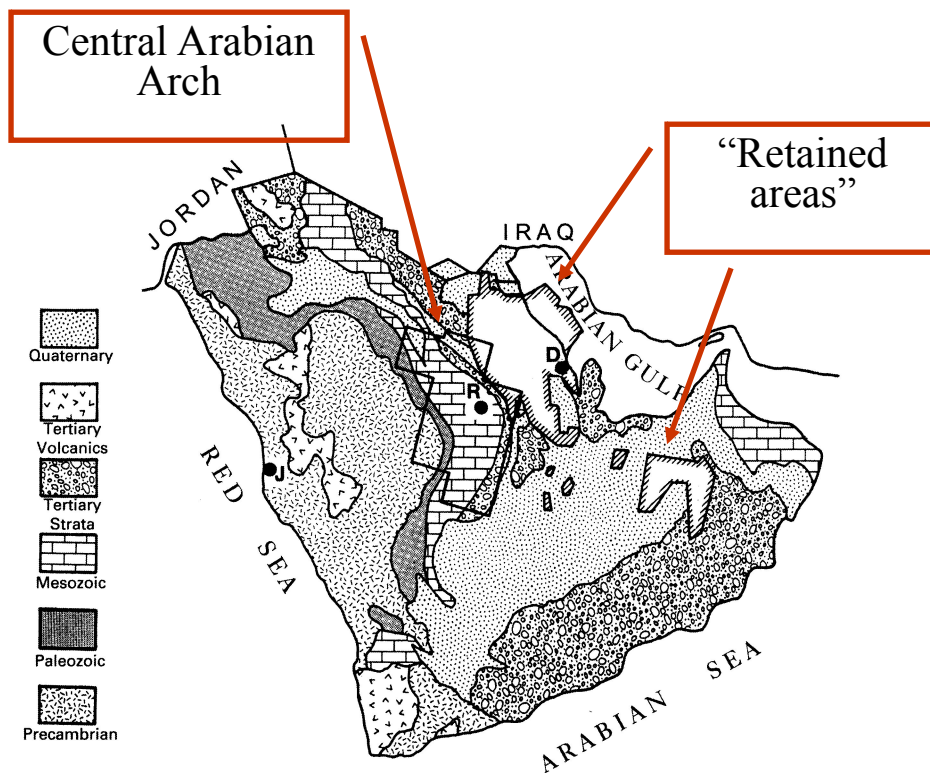 Central Arabian
Arch
“Retained
areas”
JORDAN
IRAQ
ARABIAN GULF
D
R
J
RED SEA
ARABIAN SEA
Quaternary
Tertiary
Volcanics
Tertiary
Strata
Mesozoic
Paleozoic
Precambrian